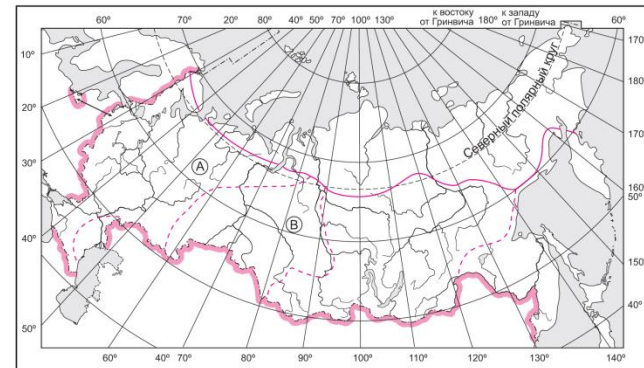 к востоку к западу
60° 70° 20° 80° 40° 50° 70° 100° 130° от Гринвича 180° от Гринвича 60°
10° 170°
20° 180°
30° 170°
40° 160°
50° 50°
150°
40°
Северный полярный круг
А
В
60° 40° 70° 80° 90° 100° 110° 120° 130° 140°